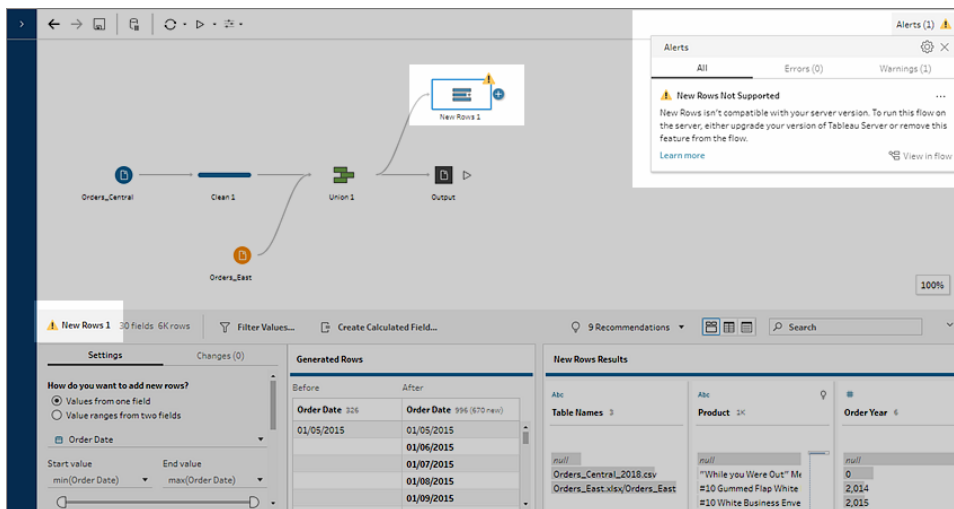 Alerts (1)
Alerts
All
Errors (0)
Warnings (1)
New Rows Not Supported
...
New Rows isn't compatible with your server version. To run this flow on
the server, either upgrade your version of Tableau Server or remove this
feature from the flow.
Learn more
View in flow
New Rows 1
Orders_Central
Clean 1
Union 1
Output
Orders_East
100%
New Rows 1 30 fields 6K rows
Filter Values...
Create Calculated Field...
9 Recommendations
Search
Settings
Changes (0)
How do you want to add new rows?
Values from one field
Value ranges from two fields
Order Date
Start value
End value
min(Order Date)
max(Order Date)
Generated Rows
Before
After
Order Date 326
Order Date 996 (670 new)
01/05/2015
01/05/2015
01/06/2015
01/07/2015
01/08/2015
01/09/2015
New Rows Results
Abc
Table Names 3
null
Orders_Central_2018.csv
Orders_East.xlsx/Orders_East
Abc
Product 1K
null
"While you Were Out" Me
#10 Gummed Flap White
#10 White Business Enve
#
Order Year 6
null
0
2,014
2,015